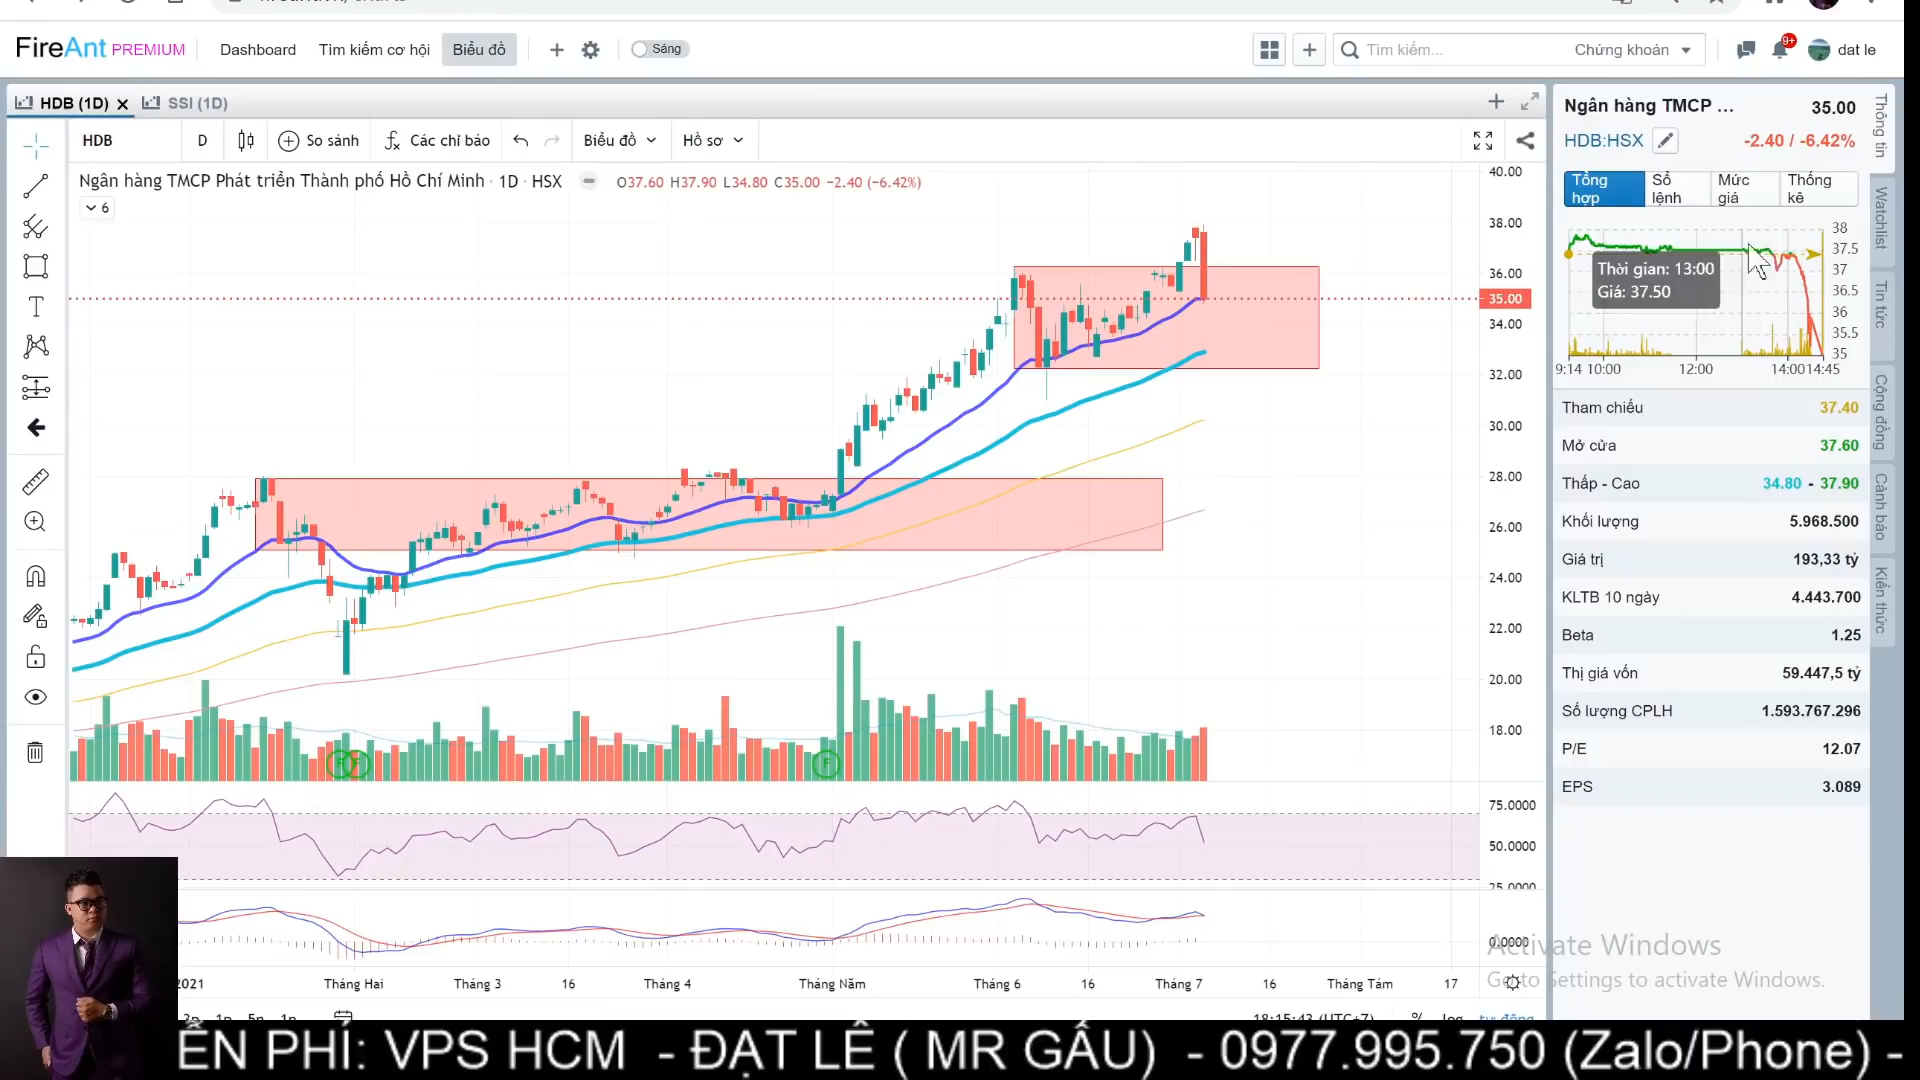 FireAnt PREMIUM
Dashboard
Tìm kiếm cơ hội
Biểu đồ
Sáng
Tìm kiếm...
Chứng khoán
9+
dat le
HDB (1D)
SSI (1D)
HDB
D
So sánh
Các chỉ báo
Biểu đồ
Hồ sơ
Ngân hàng TMCP Phát triển Thành phố Hồ Chí Minh · 1D · HSX
O37.60 H37.90 L34.80 C35.00 −2.40 (−6.42%)
6
40.00
38.00
36.00
35.00
34.00
32.00
30.00
28.00
26.00
24.00
22.00
20.00
18.00
75.0000
50.0000
25.0000
0.0000
F
2021
Tháng Hai
Tháng 3
16
Tháng 4
Tháng Năm
Tháng 6
16
Tháng 7
16
Tháng Tám
17
18:15:43 (UTC+7)
%
log
tự động
Ngân hàng TMCP ...
35.00
HDB:HSX
-2.40 / -6.42%
Tổng hợp
Sổ lệnh
Mức giá
Thống kê
Thời gian: 13:00
Giá: 37.50
38
37.5
37
36.5
36
35.5
35
9:14 10:00
12:00
14:00 14:45
Tham chiếu 37.40
Mở cửa 37.60
Thấp - Cao 34.80 - 37.90
Khối lượng 5.968.500
Giá trị 193,33 tỷ
KLTB 10 ngày 4.443.700
Beta 1.25
Thị giá vốn 59.447,5 tỷ
Số lượng CPLH 1.593.767.296
P/E 12.07
EPS 3.089
Thông tin
Watchlist
Tin tức
Cộng đồng
Cảnh báo
Kiến thức
Activate Windows
Go to Settings to activate Windows.
ỄN PHÍ: VPS HCM - ĐẠT LÊ ( MR GẤU) - 0977.995.750 (Zalo/Phone) -